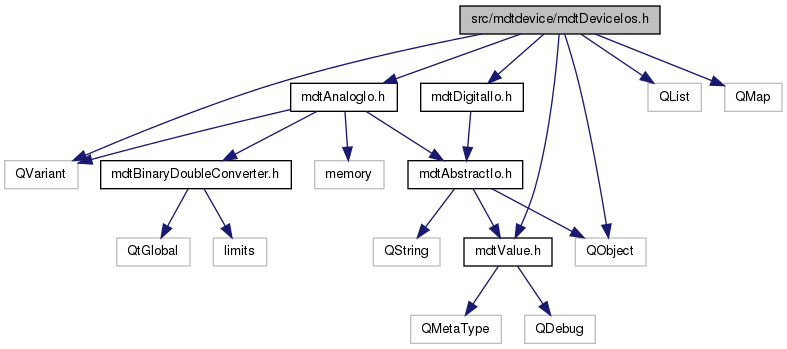 src/mdtdevice/mdtDeviceIos.h
mdtAnalogIo.h
mdtDigitalIo.h
QList
QMap
QVariant
mdtBinaryDoubleConverter.h
memory
mdtAbstractIo.h
QtGlobal
limits
QString
mdtValue.h
QObject
QMetaType
QDebug